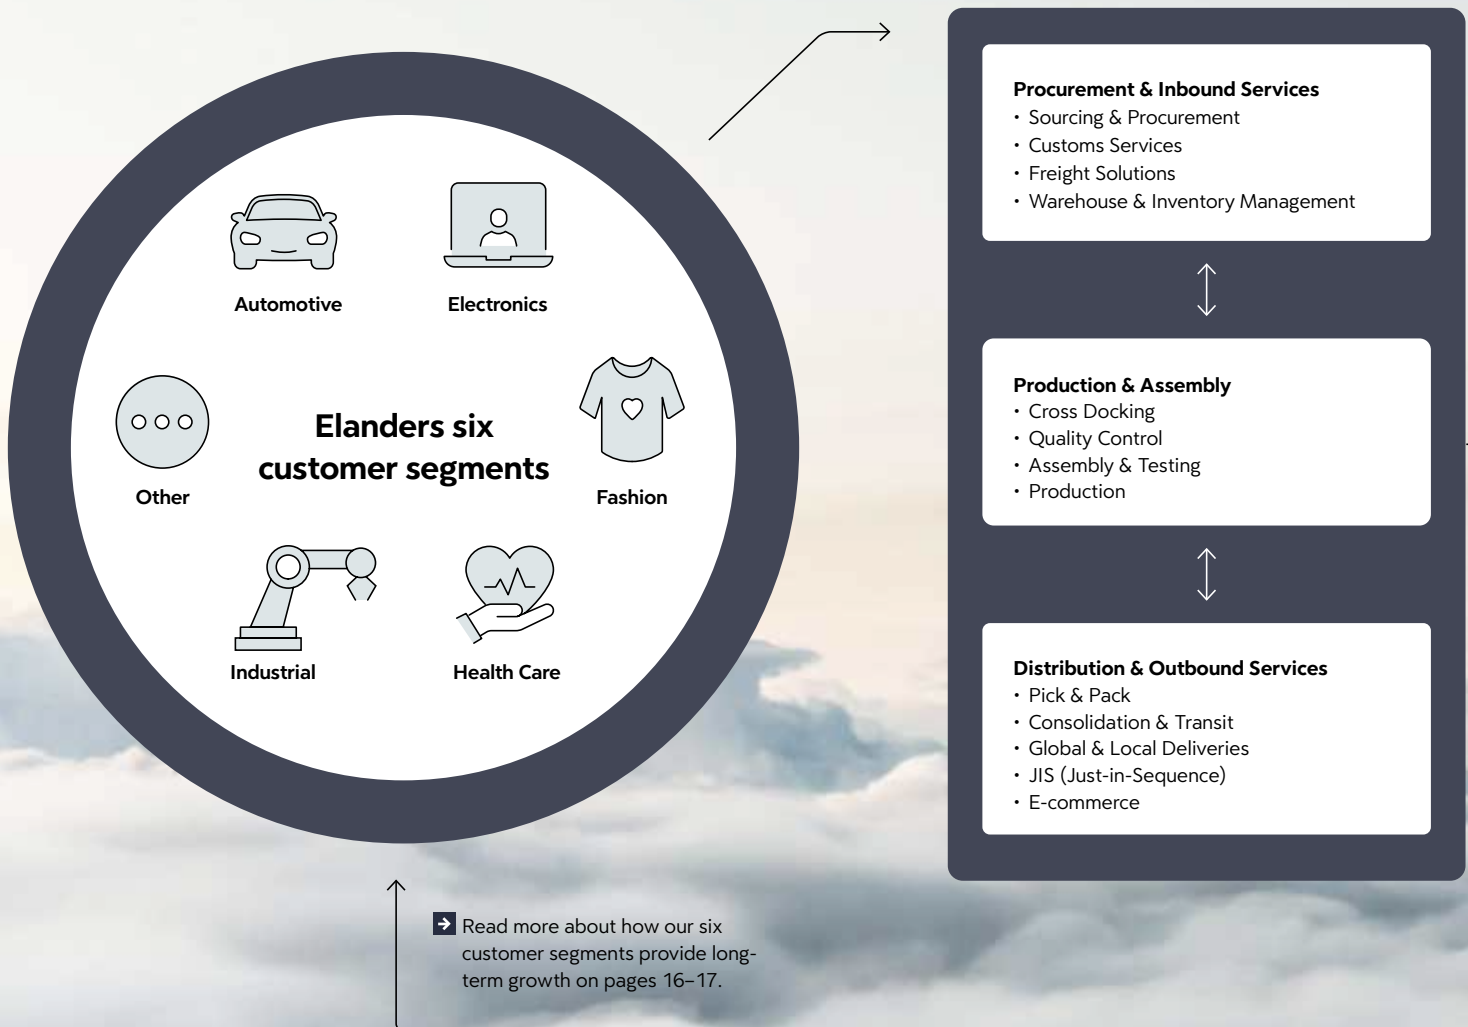 Automotive
Electronics
Other
Elanders six
customer segments
Fashion
Industrial
Health Care
Read more about how our six
customer segments provide long-
term growth on pages 16–17.
Procurement & Inbound Services
• Sourcing & Procurement
• Customs Services
• Freight Solutions
• Warehouse & Inventory Management
Production & Assembly
• Cross Docking
• Quality Control
• Assembly & Testing
• Production
Distribution & Outbound Services
• Pick & Pack
• Consolidation & Transit
• Global & Local Deliveries
• JIS (Just-in-Sequence)
• E-commerce